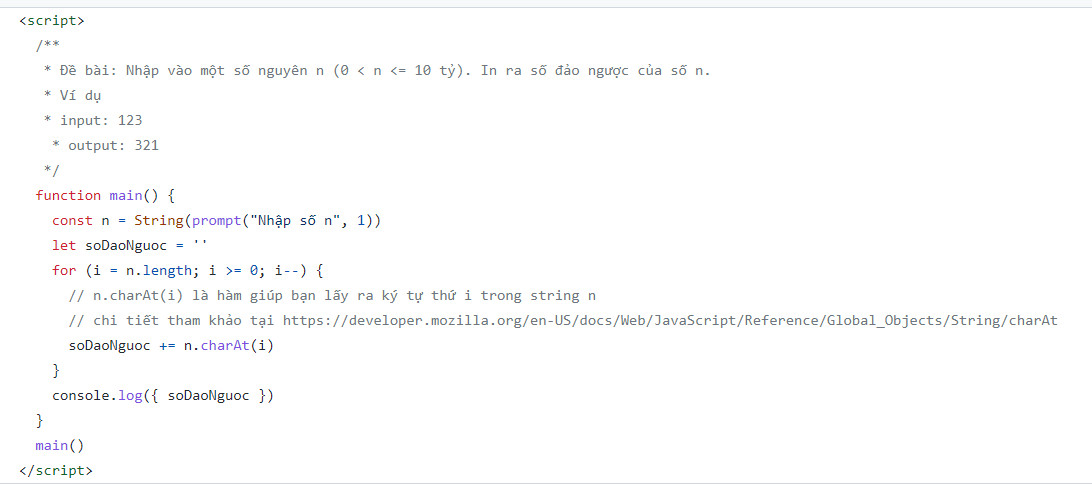 <script>
/**
* Đề bài: Nhập vào một số nguyên n (0 < n <= 10 tỷ). In ra số đảo ngược của số n.
* Ví dụ
* input: 123
* output: 321
*/
function main() {
const n = String(prompt("Nhập số n", 1))
let soDaoNguoc = ''
for (i = n.length; i >= 0; i--) {
// n.charAt(i) là hàm giúp bạn lấy ra ký tự thứ i trong string n
// chi tiết tham khảo tại https://developer.mozilla.org/en-US/docs/Web/JavaScript/Reference/Global_Objects/String/charAt
soDaoNguoc += n.charAt(i)
}
console.log({ soDaoNguoc })
}
main()
</script>